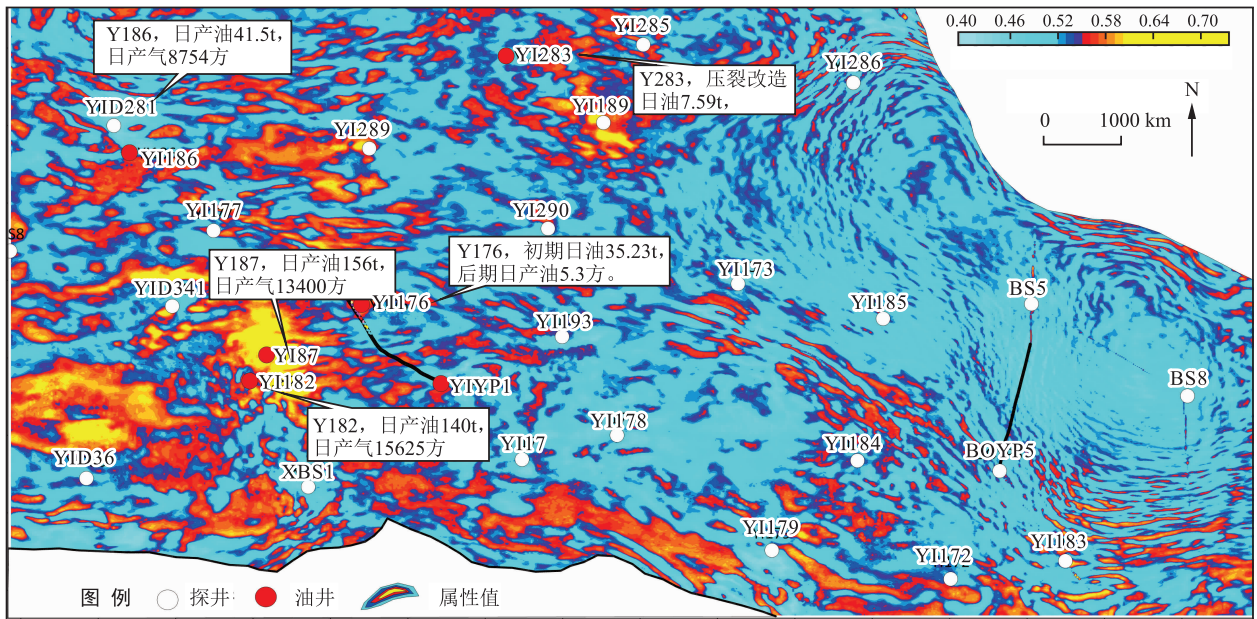 0.40 0.46 0.52 0.58 0.64 0.70
YI285
Y186，日产油41.5t，
日产气8754方
YI283
YI286
Y283，压裂改造
日油7.59t，
N
YID281
YI189
0 1000 km
YI289
YI186
YI177
YI290
S8
Y176，初期日油35.23t，
后期日产油5.3方。
Y187，日产油156t，
日产气13400方
YI173
YID341
YI176
YI185
BS5
YI193
YI87
YI182
YIYP1
BS8
Y182，日产油140t，
日产气15625方
YI178
YI17
YI184
BOYP5
YID36
XBS1
YI179
YI183
YI172
图 例 探井 油井 属性值